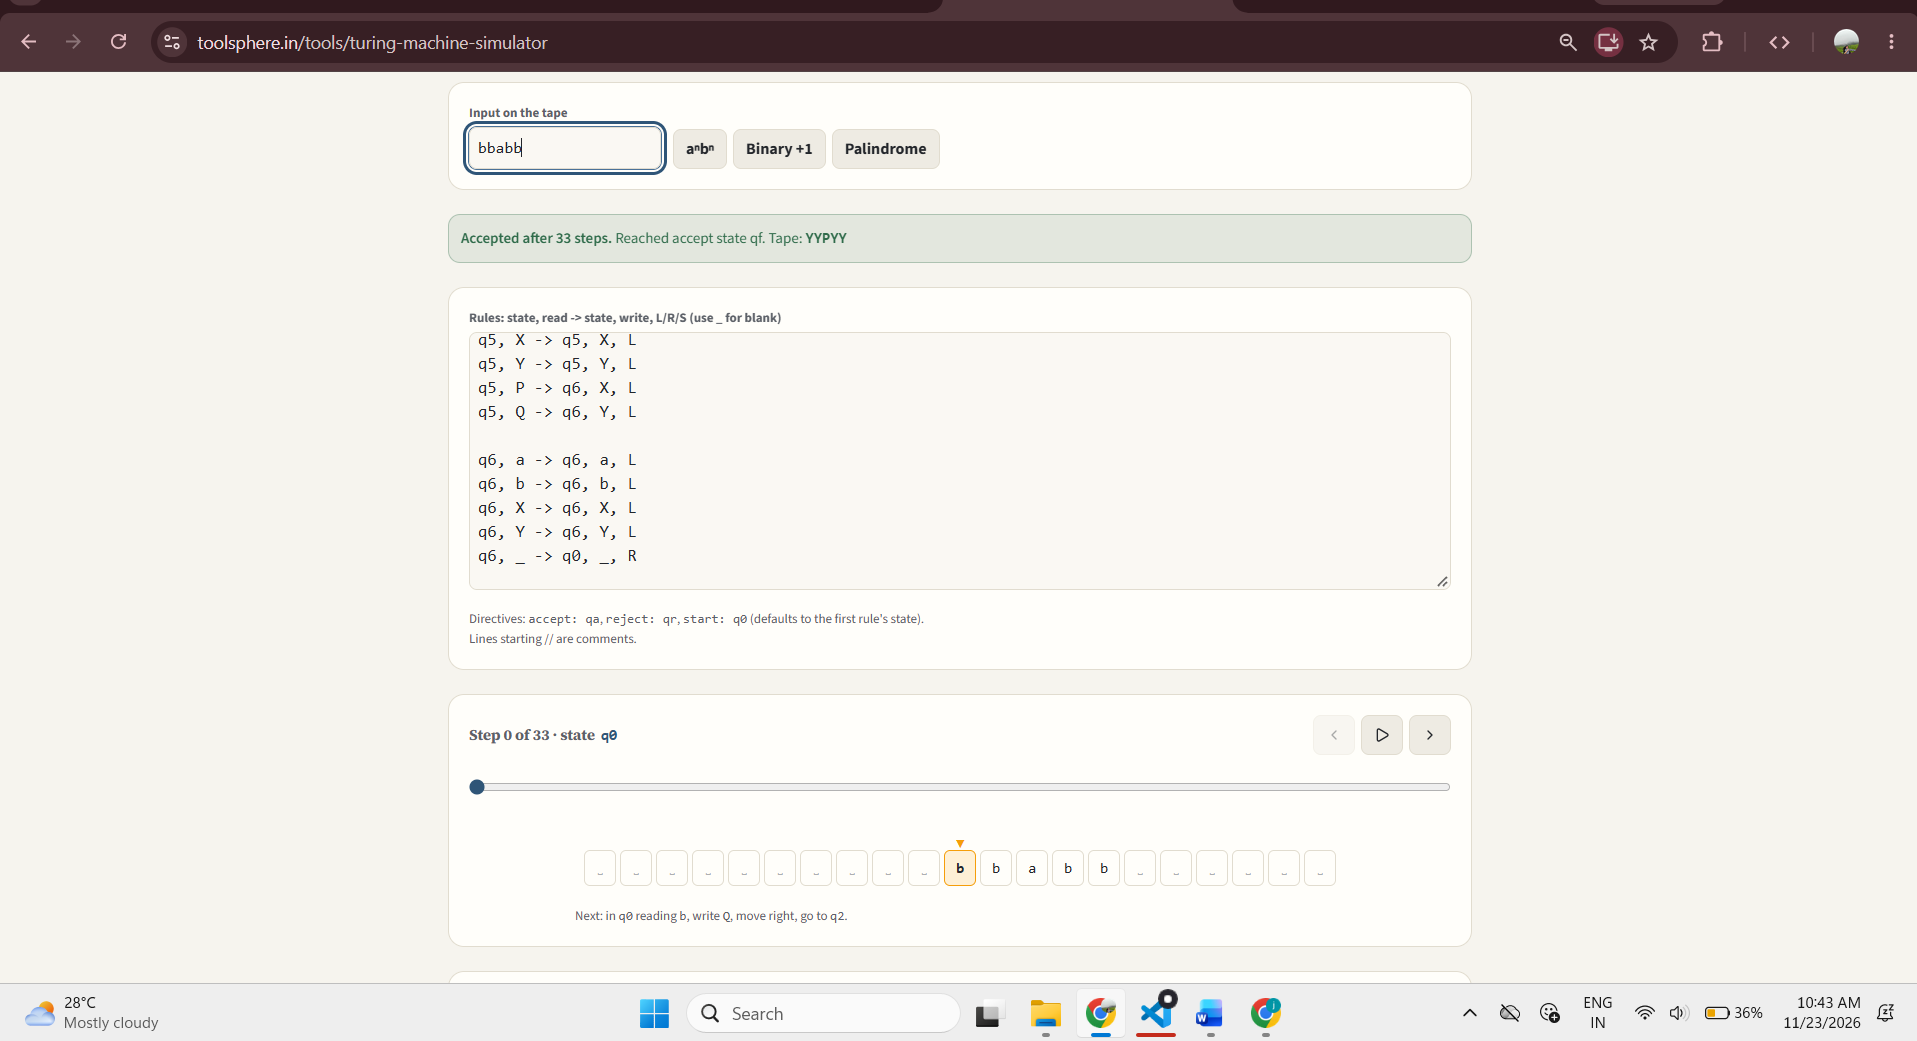 toolsphere.in/tools/turing-machine-simulator
Input on the tape
bbabb
aⁿbⁿ
Binary +1
Palindrome
Accepted after 33 steps. Reached accept state qf. Tape: YYPYY
Rules: state, read -> state, write, L/R/S (use _ for blank)
q5, X -> q5, X, L
q5, Y -> q5, Y, L
q5, P -> q6, X, L
q5, Q -> q6, Y, L
q6, a -> q6, a, L
q6, b -> q6, b, L
q6, X -> q6, X, L
q6, Y -> q6, Y, L
q6, _ -> q0, _, R
Directives: accept: qa, reject: qr, start: q0 (defaults to the first rule's state).
Lines starting // are comments.
Step 0 of 33 · state q0
_ _ _ _ _ _ _ _ _ _ b b a b b _ _ _ _ _ _
Next: in q0 reading b, write Q, move right, go to q2.
28°C
Mostly cloudy
Search
ENG
IN
36%
10:43 AM
11/23/2026